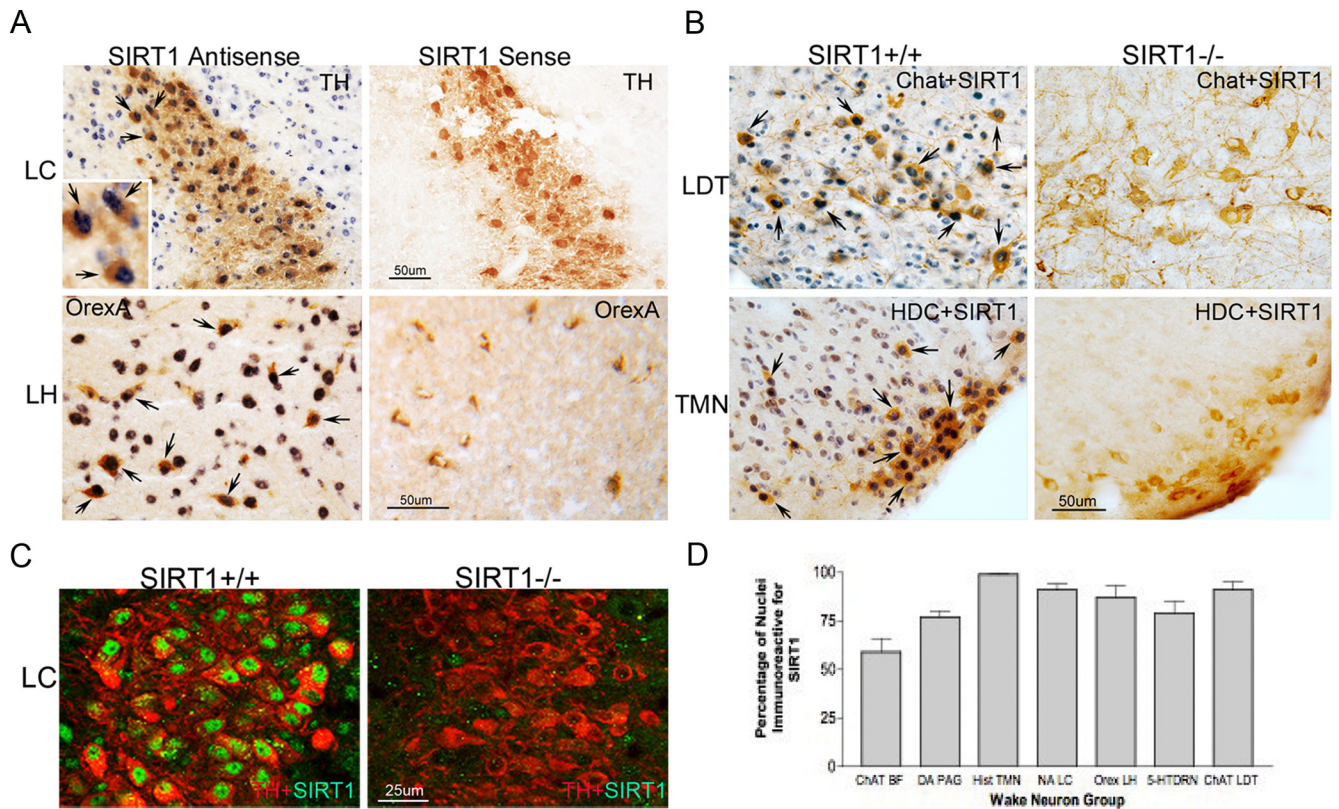 A
SIRT1 Antisense
SIRT1 Sense
TH
TH
LC
50um
OrexA
OrexA
LH
50um
B
SIRT1+/+
SIRT1-/-
Chat+SIRT1
Chat+SIRT1
LDT
HDC+SIRT1
HDC+SIRT1
TMN
50um
C
SIRT1+/+
SIRT1-/-
LC
TH+SIRT1
25um
TH+SIRT1
D
Percentage of Nuclei
Immunoreactive for
SIRT1
100
75
50
25
0
ChAT BF
DA PAG
Hist TMN
NA LC
Orex LH
5-HTDRN
ChAT LDT
Wake Neuron Group